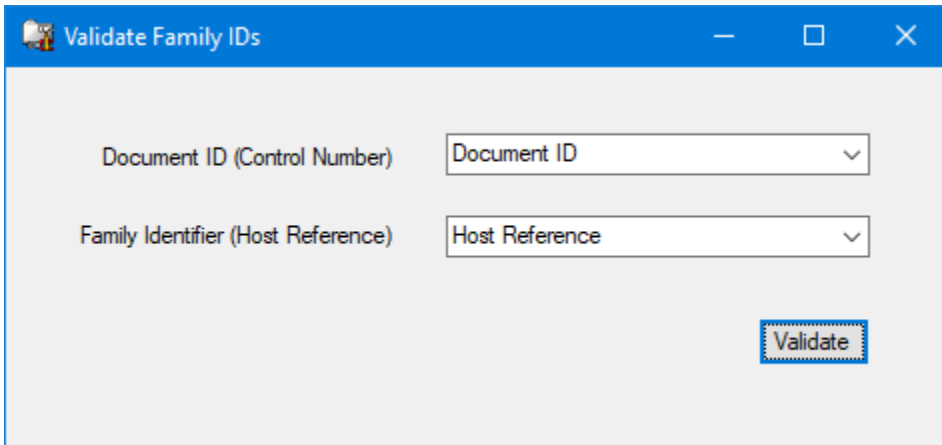 Validate Family IDs
Document ID (Control Number) Document ID
Family Identifier (Host Reference) Host Reference
Validate